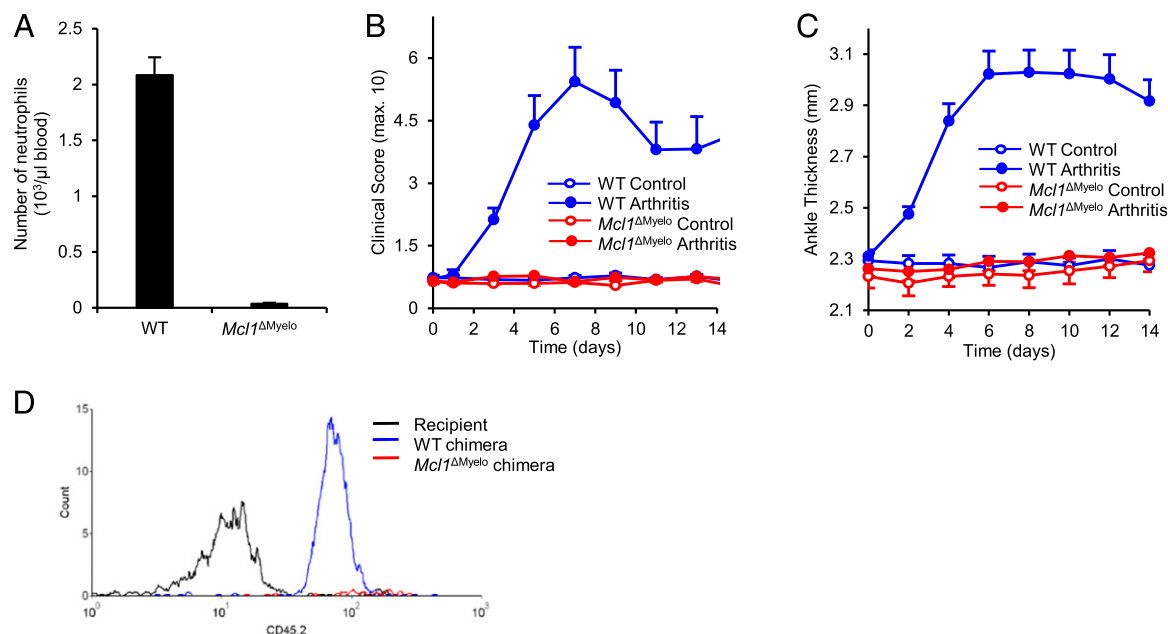 A
2.5
2
1.5
1
0.5
0
Number of neutrophils
(10³/µl blood)
WT
Mcl1ΔMyelo
B
6
4.5
3
1.5
0
Clinical Score (max. 10)
WT Control
WT Arthritis
Mcl1ΔMyelo Control
Mcl1ΔMyelo Arthritis
0 2 4 6 8 10 12 14
Time (days)
C
3.1
2.9
2.7
2.5
2.3
2.1
Ankle Thickness (mm)
WT Control
WT Arthritis
Mcl1ΔMyelo Control
Mcl1ΔMyelo Arthritis
0 2 4 6 8 10 12 14
Time (days)
D
15
10
5
0
Count
Recipient
WT chimera
Mcl1ΔMyelo chimera
10⁰ 10¹ 10² 10³
CD45.2